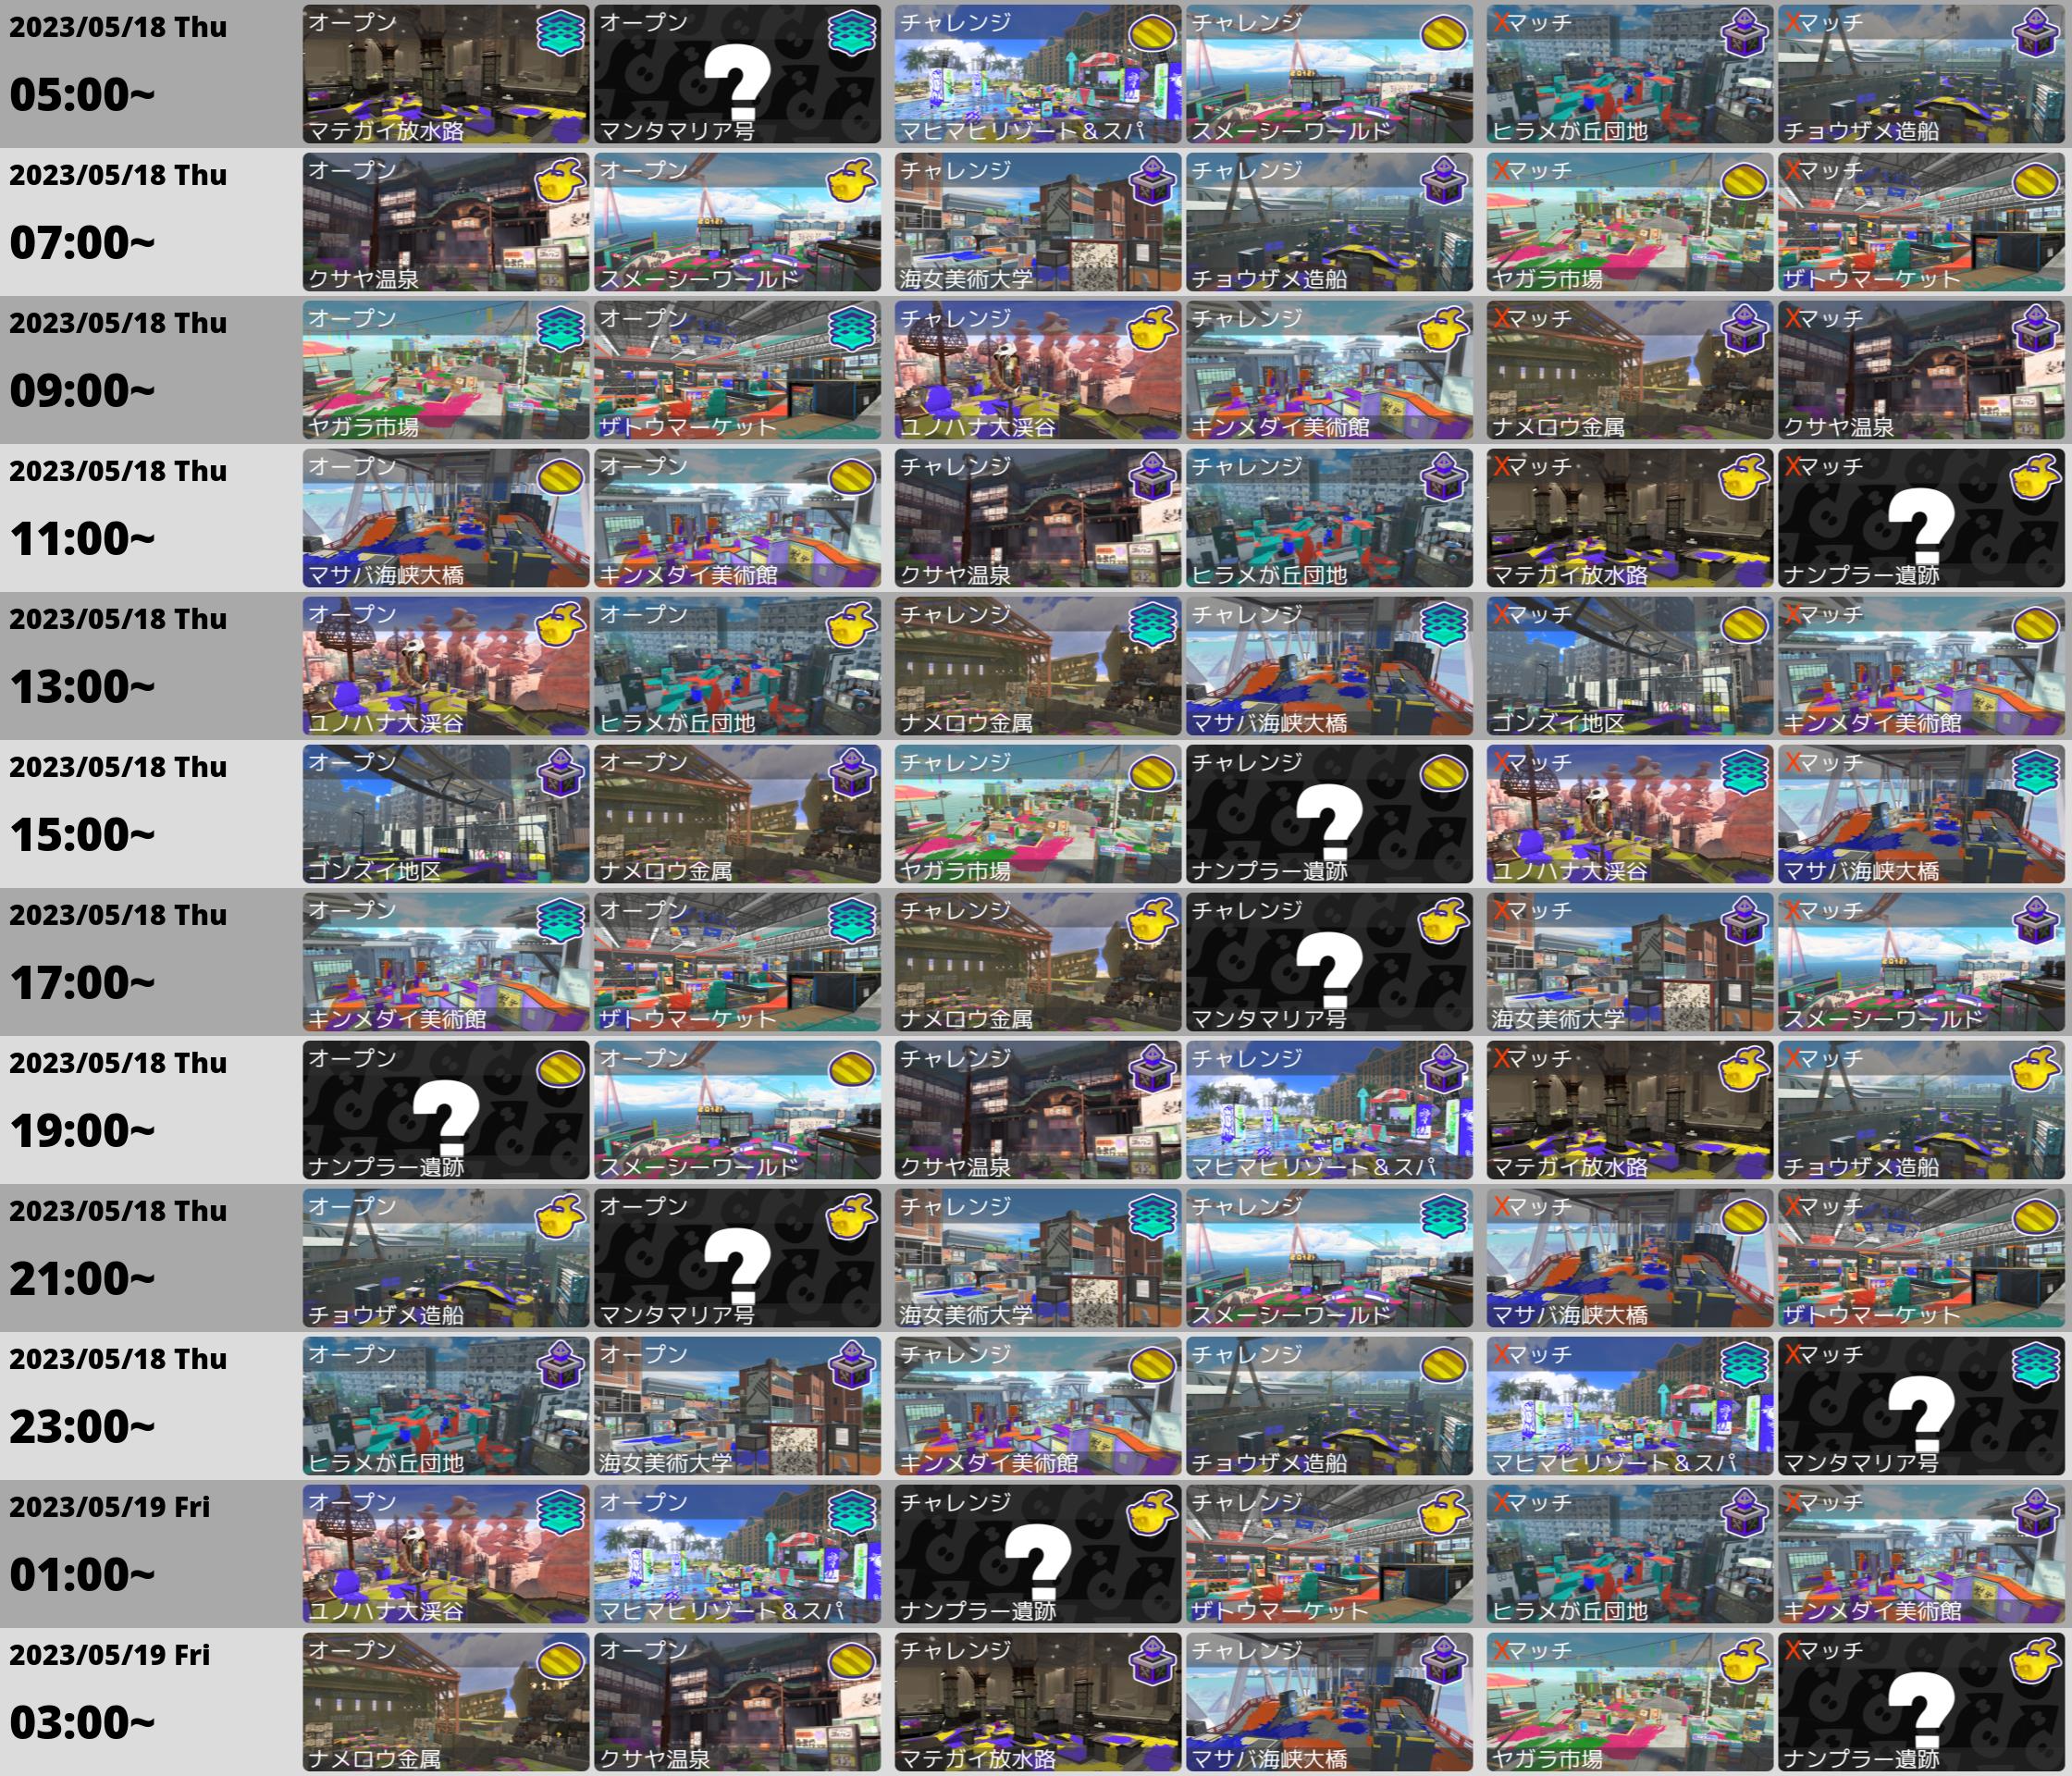 2023/05/18 Thu
05:00~
オープン オープン チャレンジ チャレンジ Xマッチ Xマッチ
マテガイ放水路 マンタマリア号 マヒマヒリゾート＆スパ スメーシーワールド ヒラメが丘団地 チョウザメ造船
2023/05/18 Thu
07:00~
オープン オープン チャレンジ チャレンジ Xマッチ Xマッチ
クサヤ温泉 スメーシーワールド 海女美術大学 チョウザメ造船 ヤガラ市場 ザトウマーケット
2023/05/18 Thu
09:00~
オープン オープン チャレンジ チャレンジ Xマッチ Xマッチ
ヤガラ市場 ザトウマーケット ユノハナ大渓谷 キンメダイ美術館 ナメロウ金属 クサヤ温泉
2023/05/18 Thu
11:00~
オープン オープン チャレンジ チャレンジ Xマッチ Xマッチ
マサバ海峡大橋 キンメダイ美術館 クサヤ温泉 ヒラメが丘団地 マテガイ放水路 ナンプラー遺跡
2023/05/18 Thu
13:00~
オープン オープン チャレンジ チャレンジ Xマッチ Xマッチ
ユノハナ大渓谷 ヒラメが丘団地 ナメロウ金属 マサバ海峡大橋 ゴンズイ地区 キンメダイ美術館
2023/05/18 Thu
15:00~
オープン オープン チャレンジ チャレンジ Xマッチ Xマッチ
ゴンズイ地区 ナメロウ金属 ヤガラ市場 ナンプラー遺跡 ユノハナ大渓谷 マサバ海峡大橋
2023/05/18 Thu
17:00~
オープン オープン チャレンジ チャレンジ Xマッチ Xマッチ
キンメダイ美術館 ザトウマーケット ナメロウ金属 マンタマリア号 海女美術大学 スメーシーワールド
2023/05/18 Thu
19:00~
オープン オープン チャレンジ チャレンジ Xマッチ Xマッチ
ナンプラー遺跡 スメーシーワールド クサヤ温泉 マヒマヒリゾート＆スパ マテガイ放水路 チョウザメ造船
2023/05/18 Thu
21:00~
オープン オープン チャレンジ チャレンジ Xマッチ Xマッチ
チョウザメ造船 マンタマリア号 海女美術大学 スメーシーワールド マサバ海峡大橋 ザトウマーケット
2023/05/18 Thu
23:00~
オープン オープン チャレンジ チャレンジ Xマッチ Xマッチ
ヒラメが丘団地 海女美術大学 キンメダイ美術館 チョウザメ造船 マヒマヒリゾート＆スパ マンタマリア号
2023/05/19 Fri
01:00~
オープン オープン チャレンジ チャレンジ Xマッチ Xマッチ
ユノハナ大渓谷 マヒマヒリゾート＆スパ ナンプラー遺跡 ザトウマーケット ヒラメが丘団地 キンメダイ美術館
2023/05/19 Fri
03:00~
オープン オープン チャレンジ チャレンジ Xマッチ Xマッチ
ナメロウ金属 クサヤ温泉 マテガイ放水路 マサバ海峡大橋 ヤガラ市場 ナンプラー遺跡